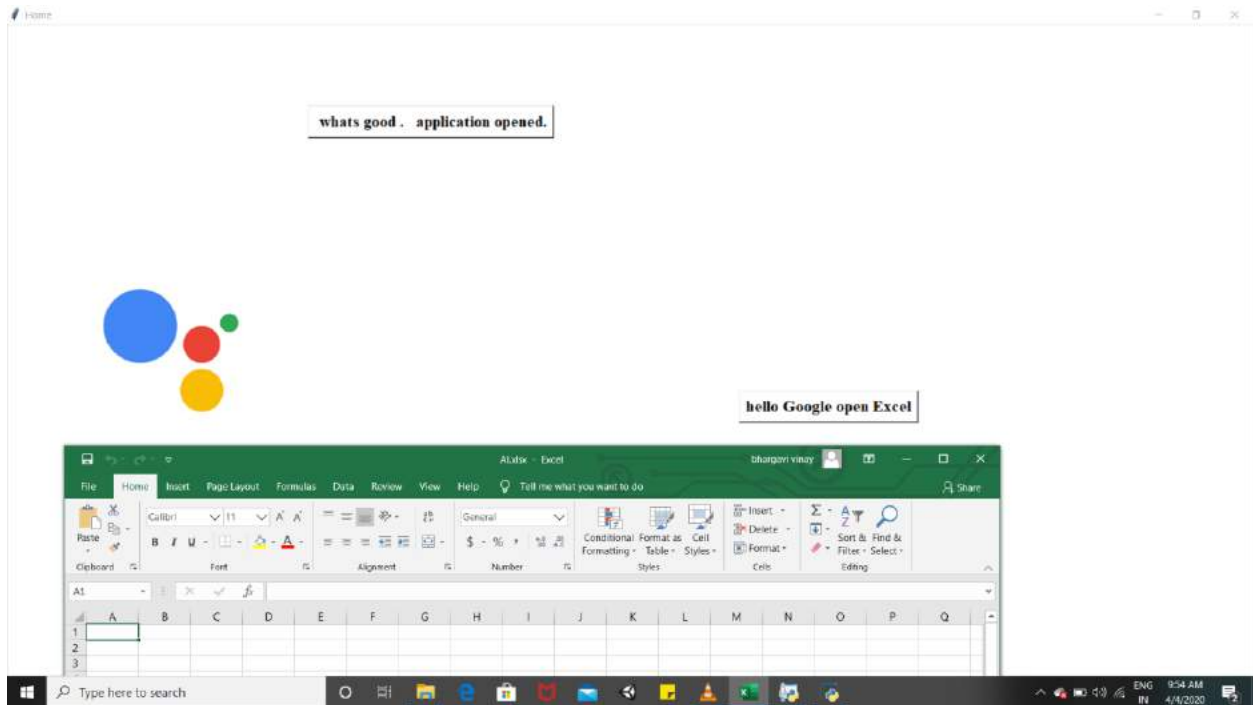 Home
whats good .   application opened.
hello Google open Excel
AI.xlsx - Excel
bhargavi vinay
File Home Insert Page Layout Formulas Data Review View Help Tell me what you want to do Share
Calibri 11 General
Paste
B I U $ % ,
Conditional Formatting Format as Table Cell Styles
Insert
Delete
Format
Sort & Filter Find & Select
Clipboard Font Alignment Number Styles Cells Editing
A1 fx
A B C D E F G H I J K L M N O P Q
1
2
3
Type here to search
ENG
IN
9:54 AM
4/4/2020
2